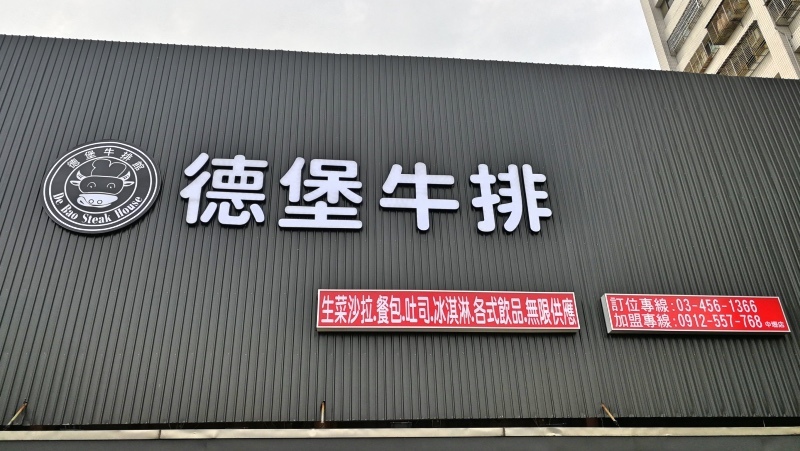 德堡牛排館
De Bao Steak House
德堡牛排
生菜沙拉.餐包.吐司.冰淇淋.各式飲品.無限供應
訂位專線:03-456-1366
加盟專線:0912-557-768 中壢店